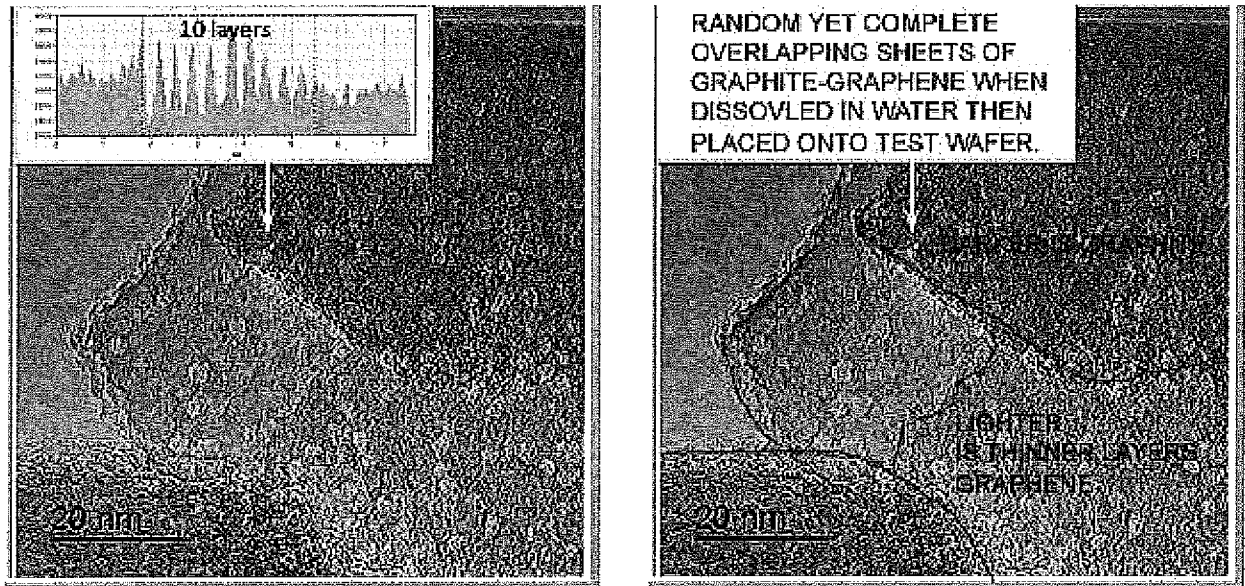 10 layers
20 nm
RANDOM YET COMPLETE
OVERLAPPING SHEETS OF
GRAPHITE-GRAPHENE WHEN
DISSOVLED IN WATER THEN
PLACED ONTO TEST WAFER.
GRAPHITE
LIGHTER
IS THINNER LAYERS
GRAPHENE
20 nm